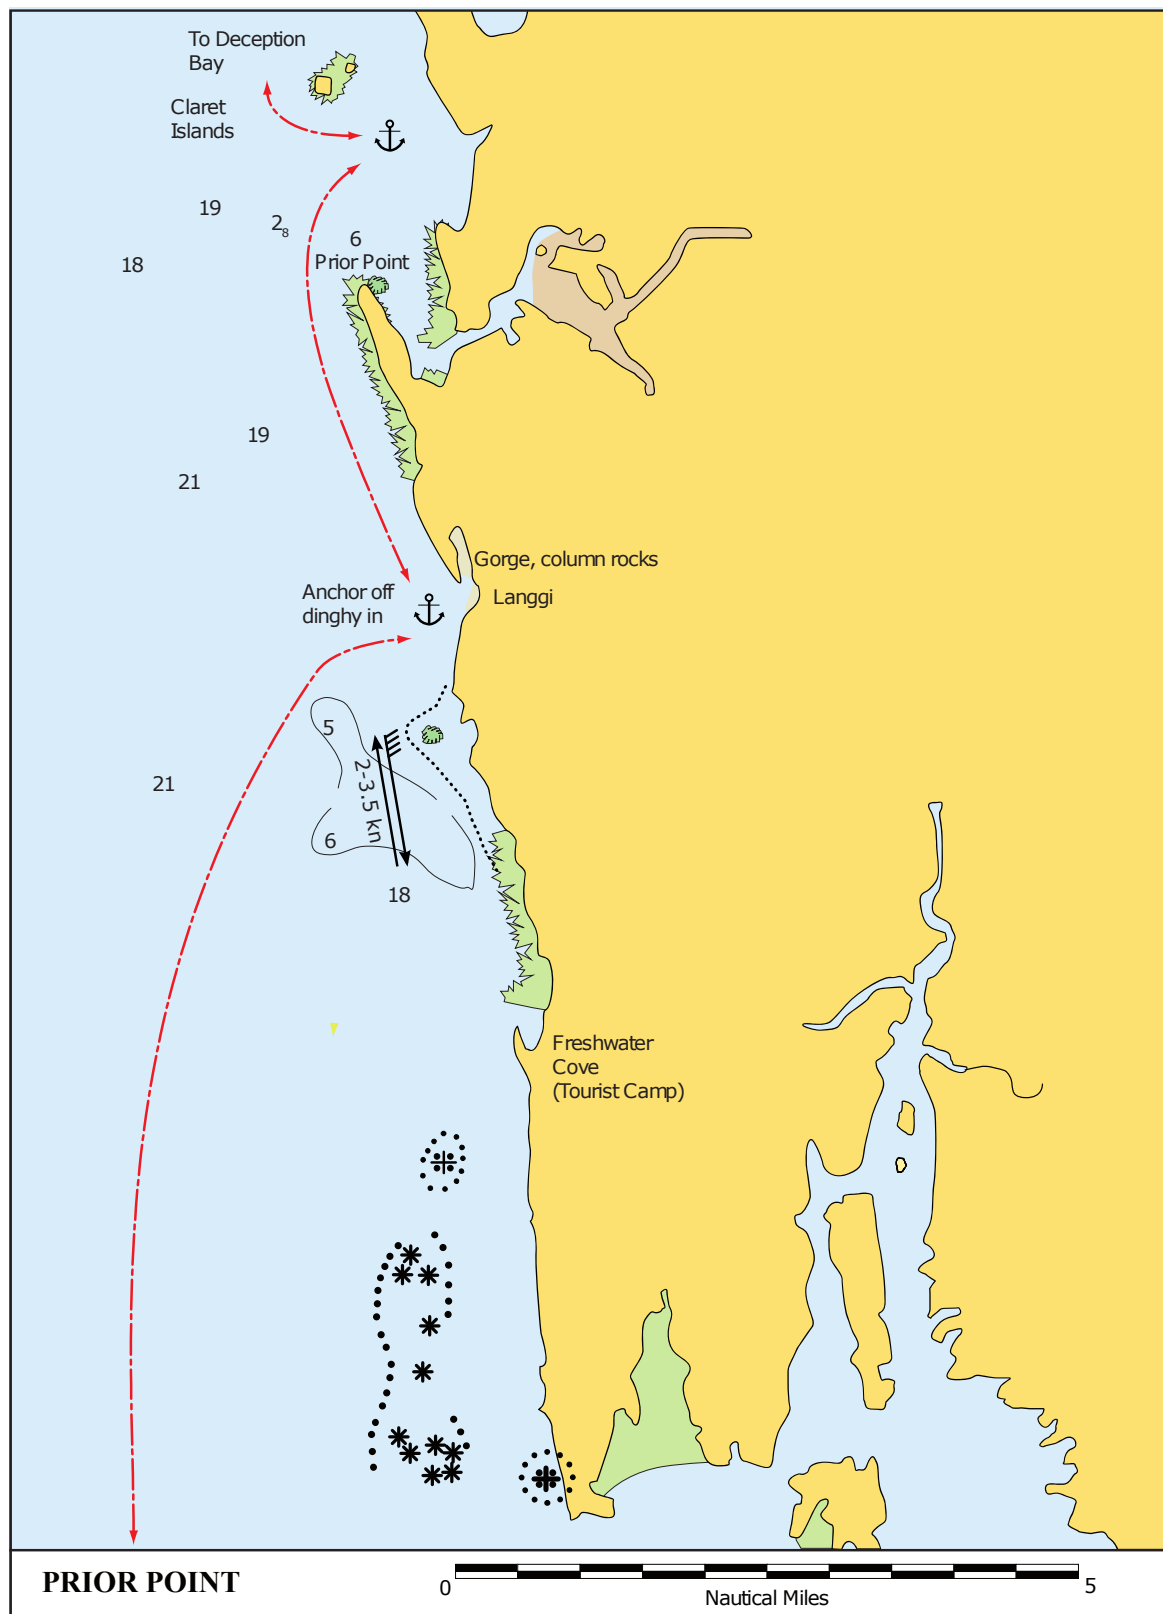 To Deception
Bay
Claret
Islands
19
2₈
6
18
Prior Point
19
21
Gorge, column rocks
Anchor off
dinghy in
Langgi
5
2-3.5 kn
21
6
18
Freshwater
Cove
(Tourist Camp)
PRIOR POINT
0
5
Nautical Miles